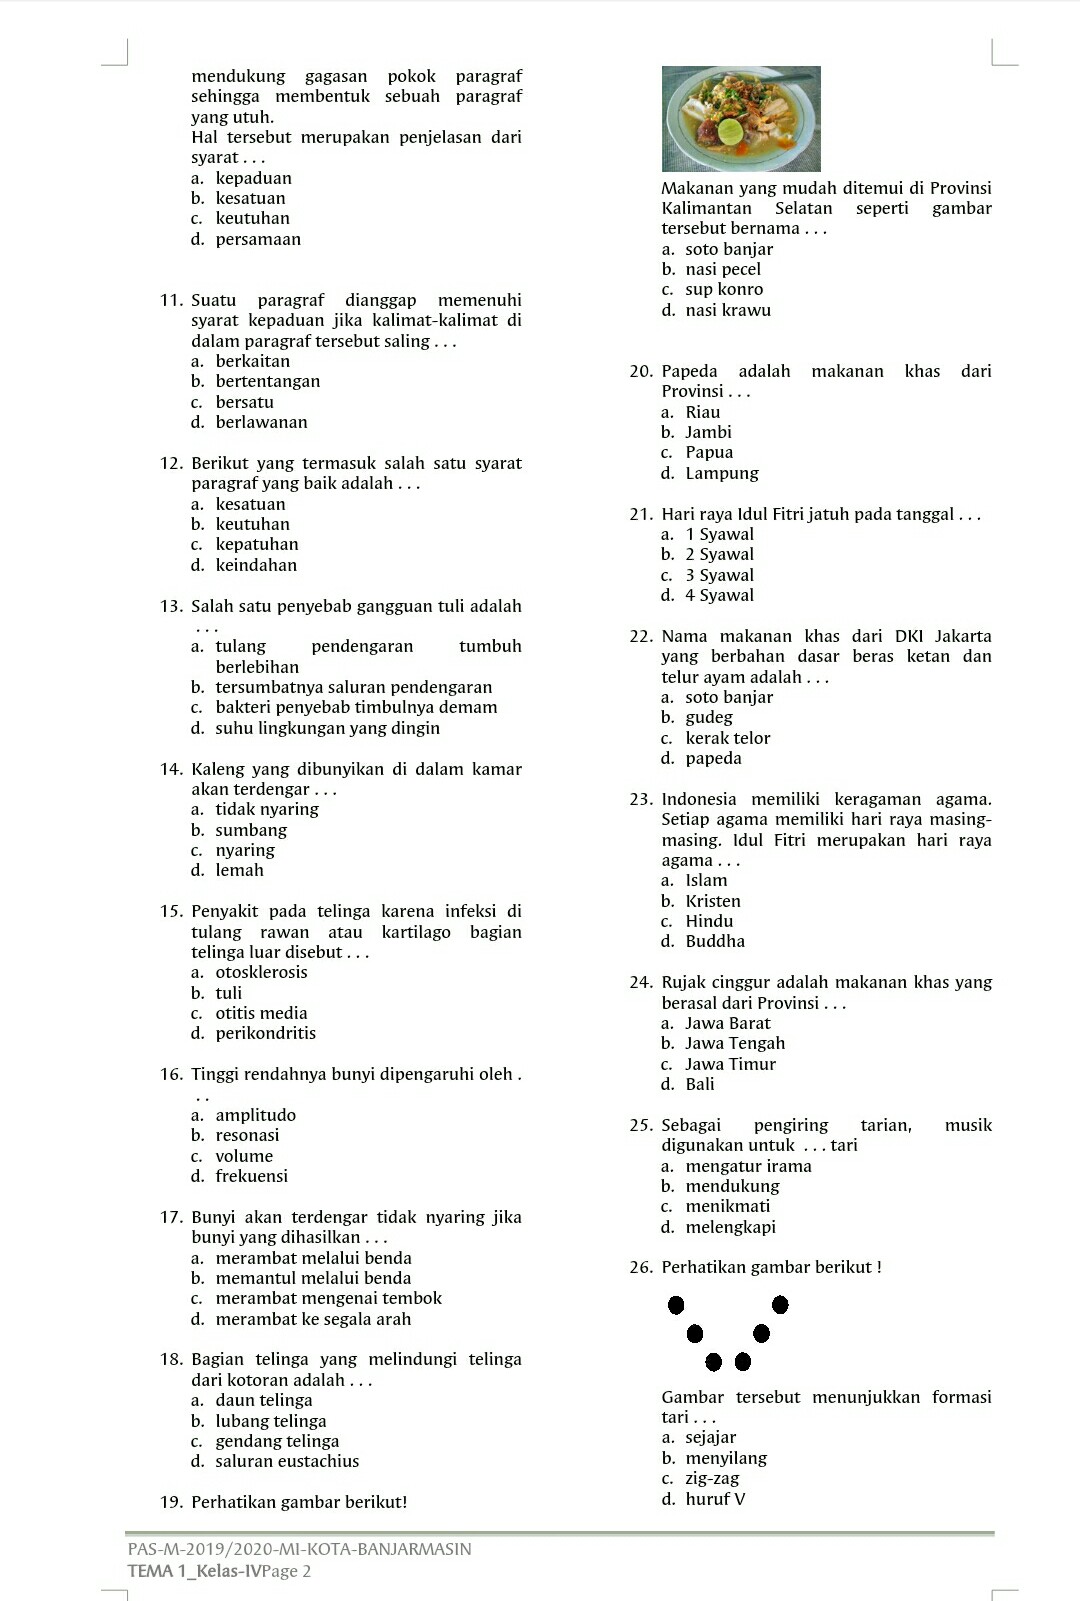 mendukung gagasan pokok paragraf
sehingga membentuk sebuah paragraf
yang utuh.
Hal tersebut merupakan penjelasan dari
syarat . . .
a. kepaduan
b. kesatuan
c. keutuhan
d. persamaan
11. Suatu paragraf dianggap memenuhi
syarat kepaduan jika kalimat-kalimat di
dalam paragraf tersebut saling . . .
a. berkaitan
b. bertentangan
c. bersatu
d. berlawanan
12. Berikut yang termasuk salah satu syarat
paragraf yang baik adalah . . .
a. kesatuan
b. keutuhan
c. kepatuhan
d. keindahan
13. Salah satu penyebab gangguan tuli adalah
. . .
a. tulang pendengaran tumbuh
berlebihan
b. tersumbatnya saluran pendengaran
c. bakteri penyebab timbulnya demam
d. suhu lingkungan yang dingin
14. Kaleng yang dibunyikan di dalam kamar
akan terdengar . . .
a. tidak nyaring
b. sumbang
c. nyaring
d. lemah
15. Penyakit pada telinga karena infeksi di
tulang rawan atau kartilago bagian
telinga luar disebut . . .
a. otosklerosis
b. tuli
c. otitis media
d. perikondritis
16. Tinggi rendahnya bunyi dipengaruhi oleh .
. .
a. amplitudo
b. resonasi
c. volume
d. frekuensi
17. Bunyi akan terdengar tidak nyaring jika
bunyi yang dihasilkan . . .
a. merambat melalui benda
b. memantul melalui benda
c. merambat mengenai tembok
d. merambat ke segala arah
18. Bagian telinga yang melindungi telinga
dari kotoran adalah . . .
a. daun telinga
b. lubang telinga
c. gendang telinga
d. saluran eustachius
19. Perhatikan gambar berikut!
Makanan yang mudah ditemui di Provinsi
Kalimantan Selatan seperti gambar
tersebut bernama . . .
a. soto banjar
b. nasi pecel
c. sup konro
d. nasi krawu
20. Papeda adalah makanan khas dari
Provinsi . . .
a. Riau
b. Jambi
c. Papua
d. Lampung
21. Hari raya Idul Fitri jatuh pada tanggal . . .
a. 1 Syawal
b. 2 Syawal
c. 3 Syawal
d. 4 Syawal
22. Nama makanan khas dari DKI Jakarta
yang berbahan dasar beras ketan dan
telur ayam adalah . . .
a. soto banjar
b. gudeg
c. kerak telor
d. papeda
23. Indonesia memiliki keragaman agama.
Setiap agama memiliki hari raya masing-
masing. Idul Fitri merupakan hari raya
agama . . .
a. Islam
b. Kristen
c. Hindu
d. Buddha
24. Rujak cinggur adalah makanan khas yang
berasal dari Provinsi . . .
a. Jawa Barat
b. Jawa Tengah
c. Jawa Timur
d. Bali
25. Sebagai pengiring tarian, musik
digunakan untuk . . . tari
a. mengatur irama
b. mendukung
c. menikmati
d. melengkapi
26. Perhatikan gambar berikut !
Gambar tersebut menunjukkan formasi
tari . . .
a. sejajar
b. menyilang
c. zig-zag
d. huruf V
PAS-M-2019/2020-MI-KOTA-BANJARMASIN
TEMA 1_Kelas-IVPage 2